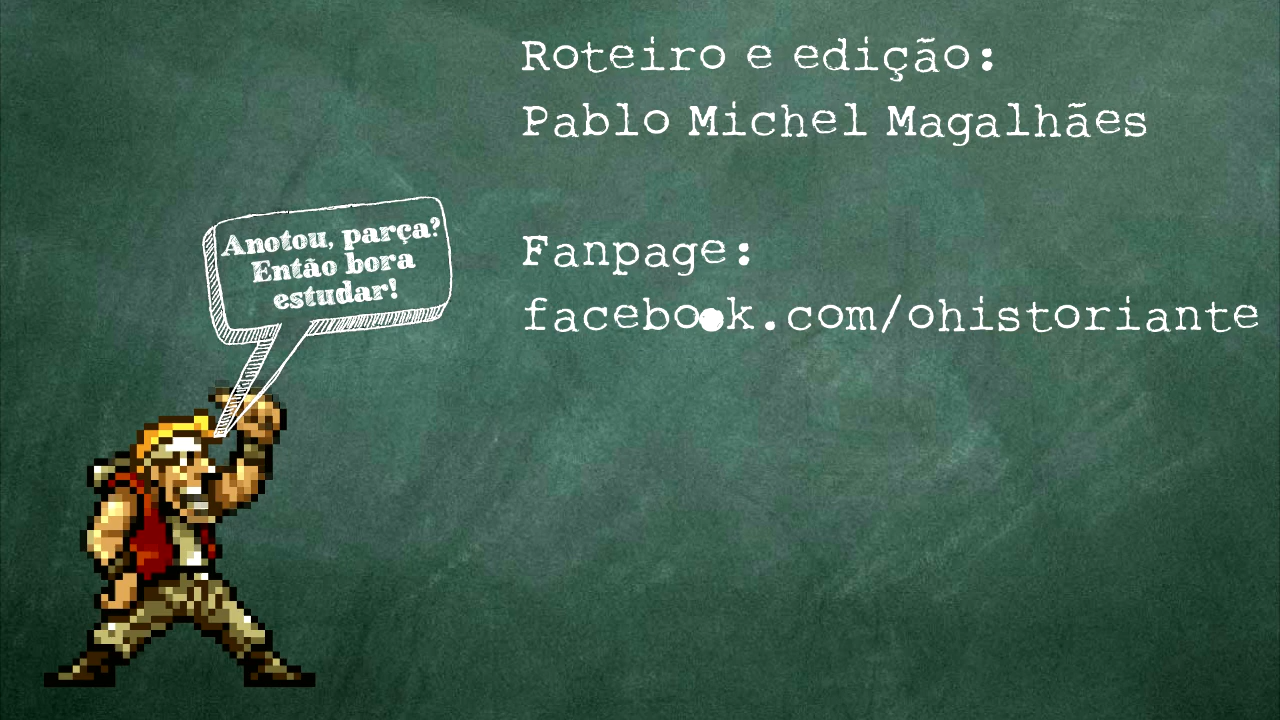 Roteiro e edição:
Pablo Michel Magalhães
Anotou, parça?
Então bora
estudar!
Fanpage:
facebook.com/ohistoriante